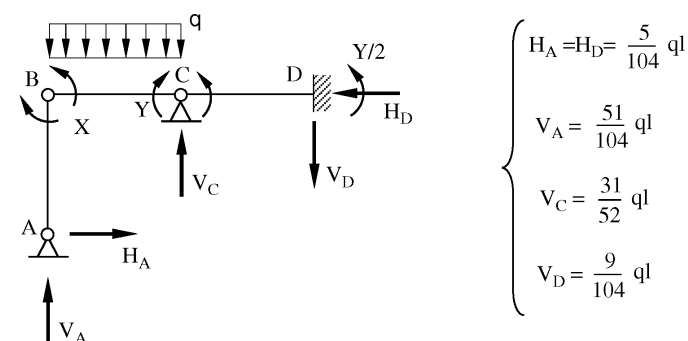 q
Y/2
B
C
D
X
Y
H_D
V_C
V_D
A
H_A
V_A
H_A =H_D= 5/104 ql
V_A = 51/104 ql
V_C = 31/52 ql
V_D = 9/104 ql